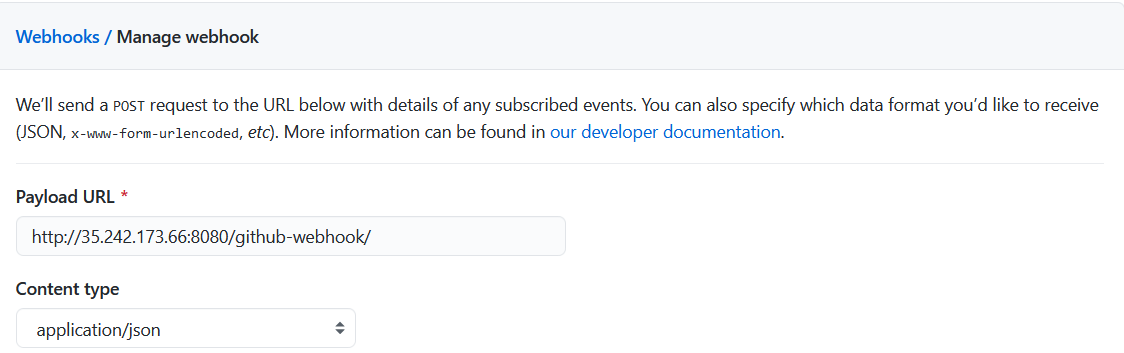 Webhooks / Manage webhook
We’ll send a POST request to the URL below with details of any subscribed events. You can also specify which data format you’d like to receive
(JSON, x-www-form-urlencoded, etc). More information can be found in our developer documentation.
Payload URL *
http://35.242.173.66:8080/github-webhook/
Content type
application/json